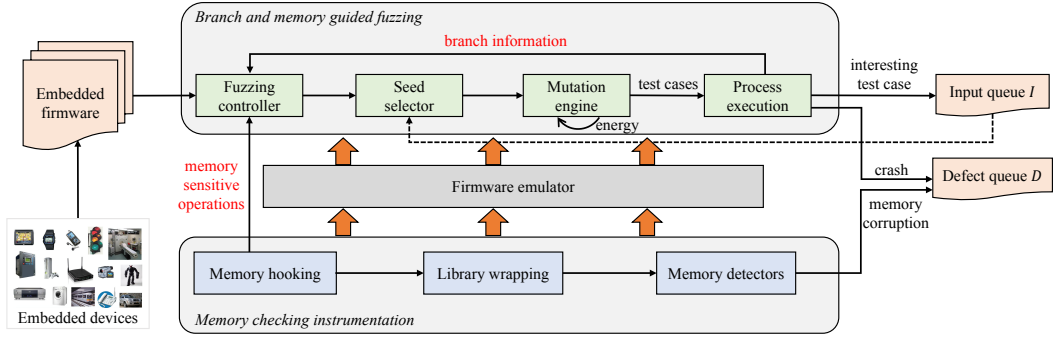 Branch and memory guided fuzzing
branch information
Embedded
firmware
Fuzzing
controller
Seed
selector
Mutation
engine
energy
test cases
Process
execution
interesting
test case
Input queue I
memory
sensitive
operations
Firmware emulator
crash
Defect queue D
memory
corruption
Memory hooking
Library wrapping
Memory detectors
Memory checking instrumentation
Embedded devices